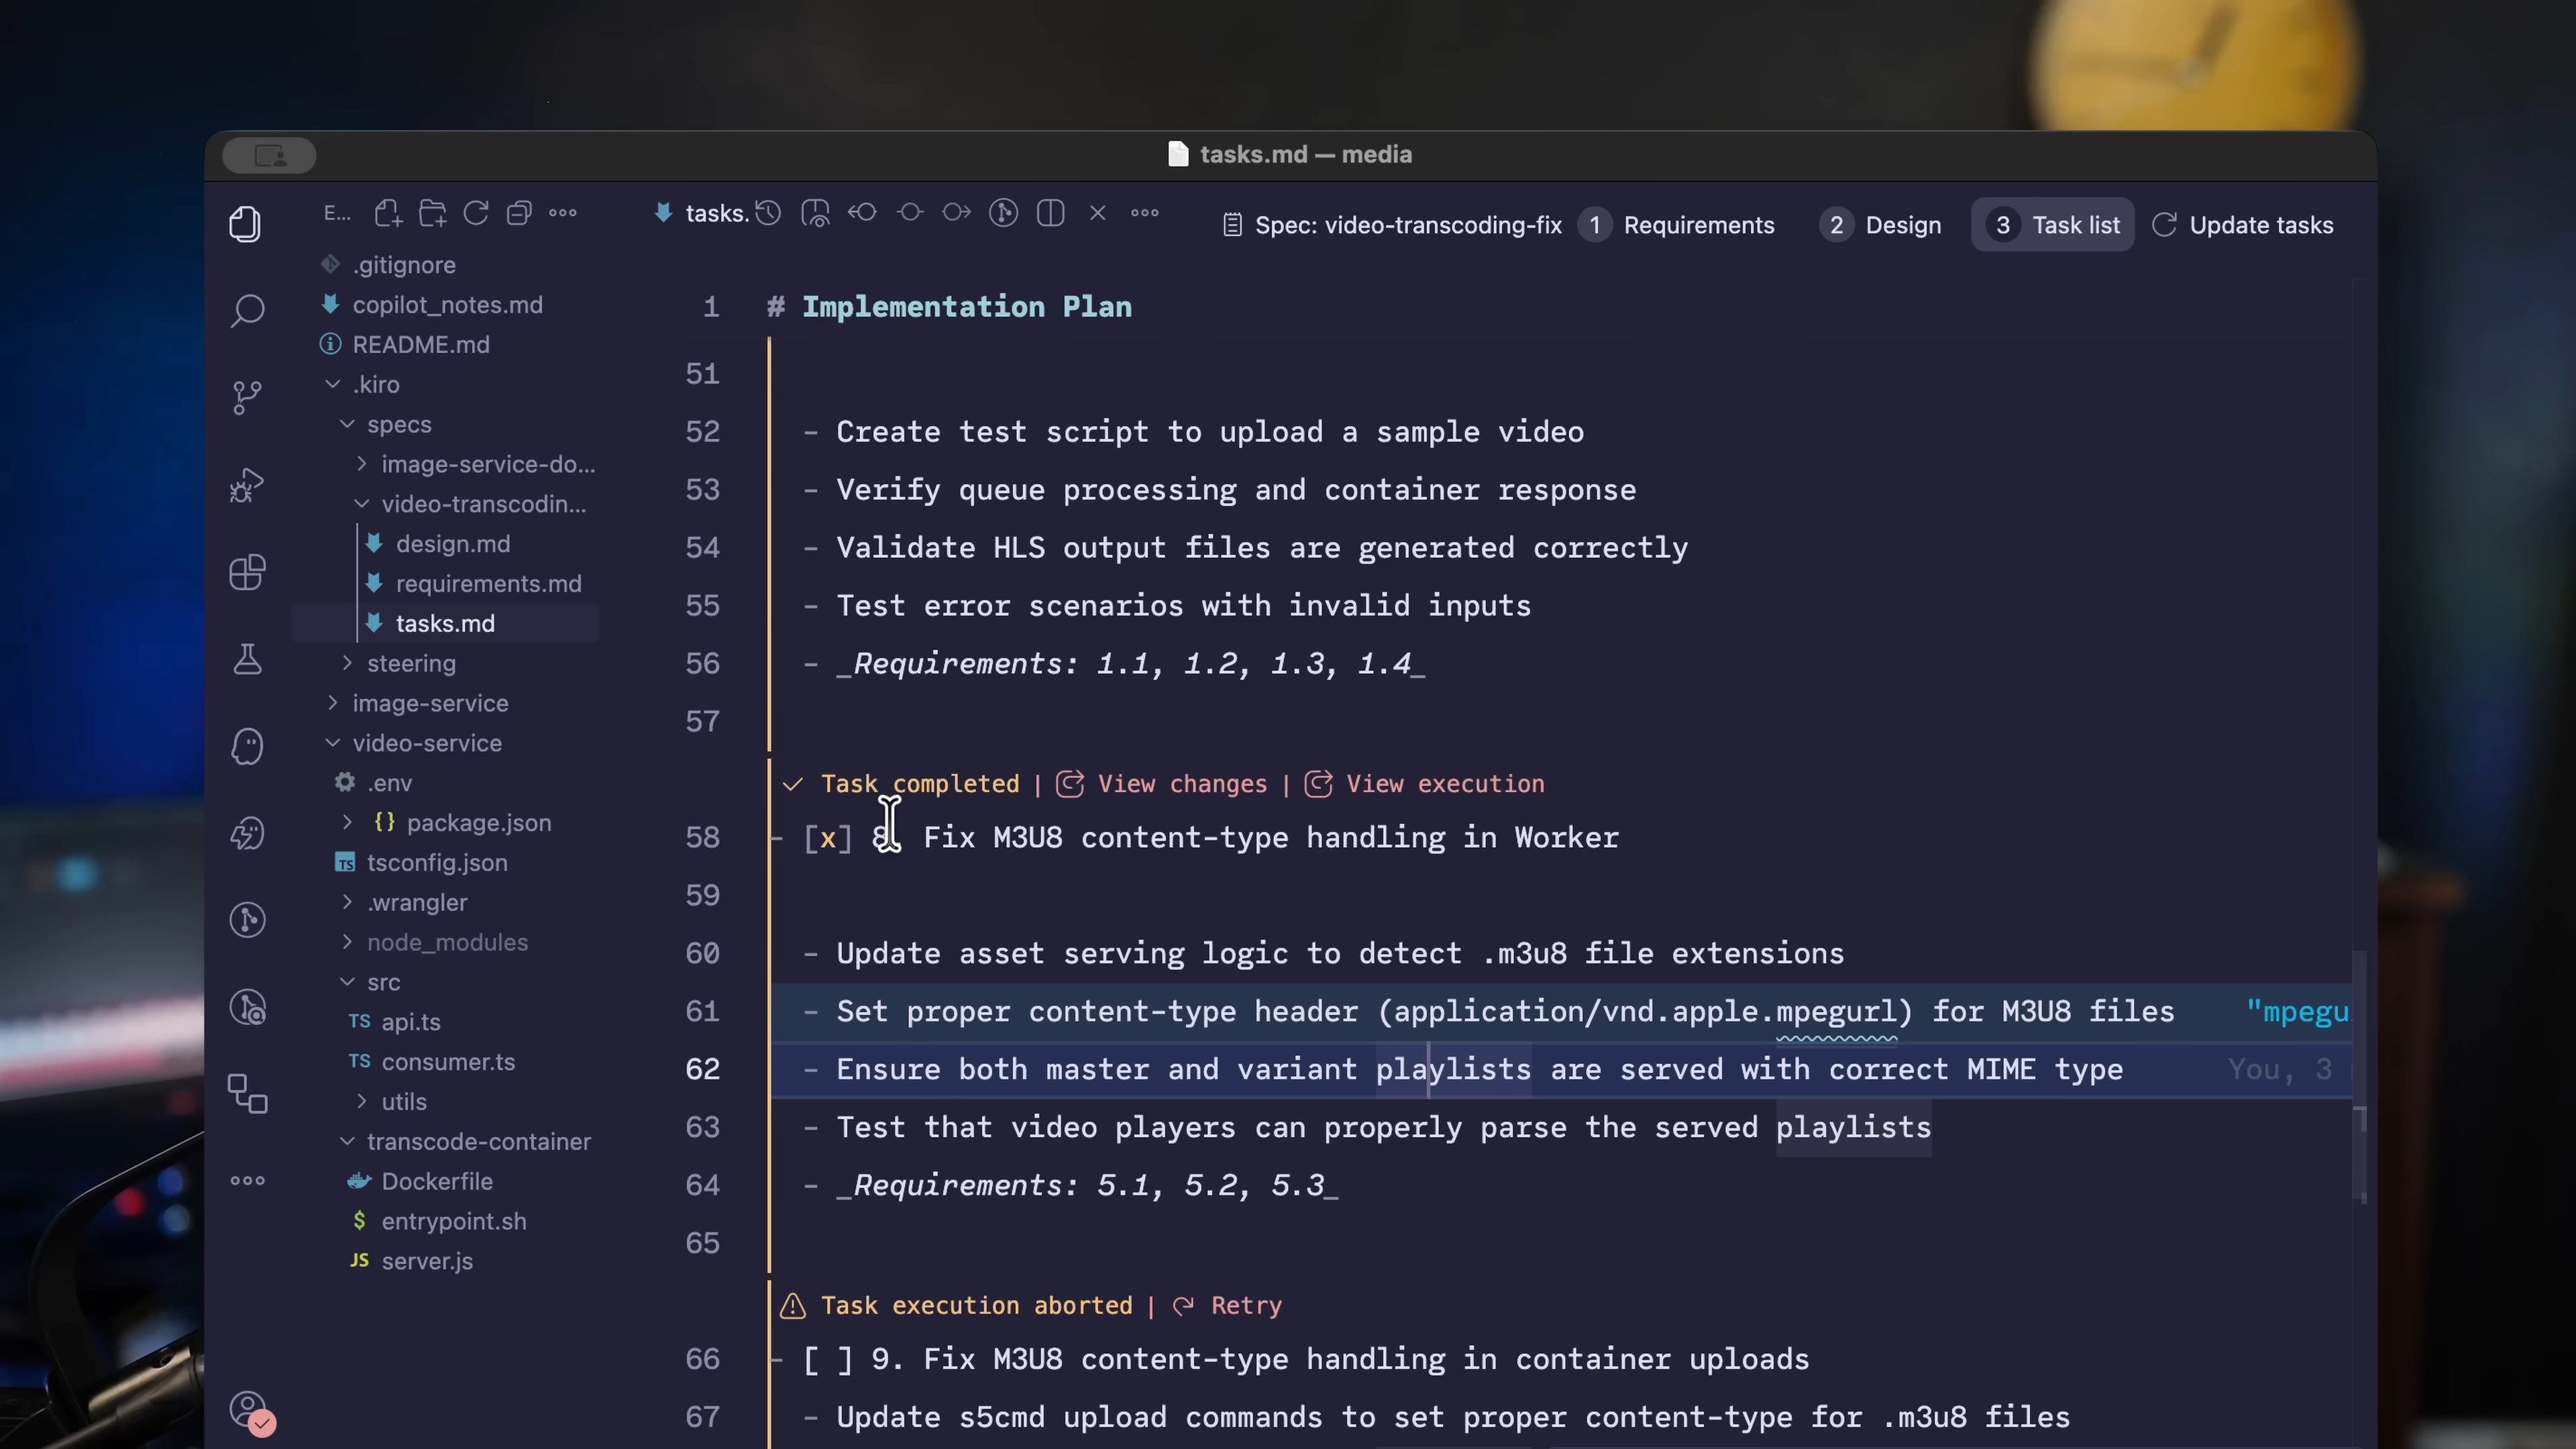 tasks.md — media
E...
tasks.
Spec: video-transcoding-fix
1 Requirements
2 Design
3 Task list
Update tasks
.gitignore
copilot_notes.md
README.md
.kiro
specs
image-service-do...
video-transcodin...
design.md
requirements.md
tasks.md
steering
image-service
video-service
.env
{} package.json
TS tsconfig.json
.wrangler
node_modules
src
TS api.ts
TS consumer.ts
utils
transcode-container
Dockerfile
$ entrypoint.sh
JS server.js
1 # Implementation Plan
51
52 - Create test script to upload a sample video
53 - Verify queue processing and container response
54 - Validate HLS output files are generated correctly
55 - Test error scenarios with invalid inputs
56 - _Requirements: 1.1, 1.2, 1.3, 1.4_
57
Task completed | View changes | View execution
58 - [x] 8. Fix M3U8 content-type handling in Worker
59
60 - Update asset serving logic to detect .m3u8 file extensions
61 - Set proper content-type header (application/vnd.apple.mpegurl) for M3U8 files "mpegu
62 - Ensure both master and variant playlists are served with correct MIME type You, 3
63 - Test that video players can properly parse the served playlists
64 - _Requirements: 5.1, 5.2, 5.3_
65
Task execution aborted | Retry
66 - [ ] 9. Fix M3U8 content-type handling in container uploads
67 - Update s5cmd upload commands to set proper content-type for .m3u8 files